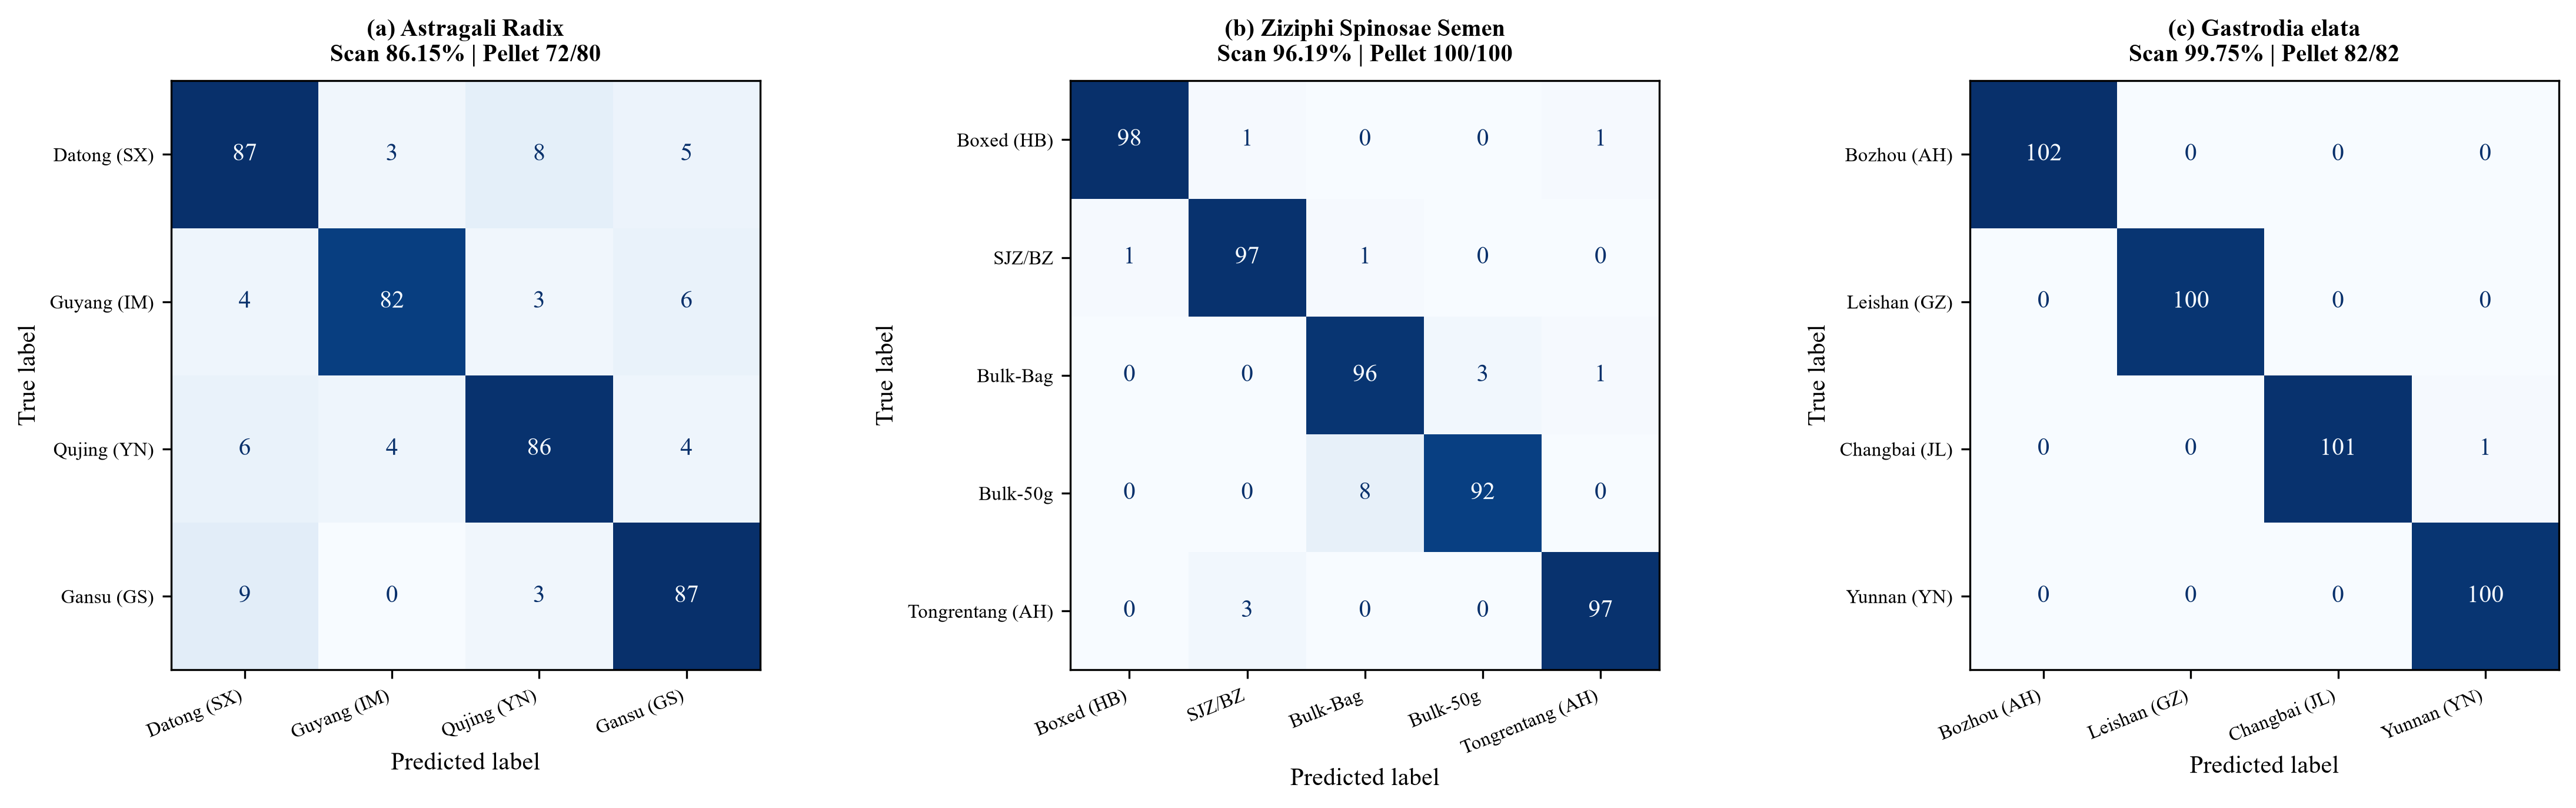 (a) Astragali Radix
Scan 86.15% | Pellet 72/80
True label
Datong (SX)
87 3 8 5
Guyang (IM)
4 82 3 6
Qujing (YN)
6 4 86 4
Gansu (GS)
9 0 3 87
Datong (SX) Guyang (IM) Qujing (YN) Gansu (GS)
Predicted label
(b) Ziziphi Spinosae Semen
Scan 96.19% | Pellet 100/100
True label
Boxed (HB)
98 1 0 0 1
SJZ/BZ
1 97 1 0 0
Bulk-Bag
0 0 96 3 1
Bulk-50g
0 0 8 92 0
Tongrentang (AH)
0 3 0 0 97
Boxed (HB) SJZ/BZ Bulk-Bag Bulk-50g Tongrentang (AH)
Predicted label
(c) Gastrodia elata
Scan 99.75% | Pellet 82/82
True label
Bozhou (AH)
102 0 0 0
Leishan (GZ)
0 100 0 0
Changbai (JL)
0 0 101 1
Yunnan (YN)
0 0 0 100
Bozhou (AH) Leishan (GZ) Changbai (JL) Yunnan (YN)
Predicted label